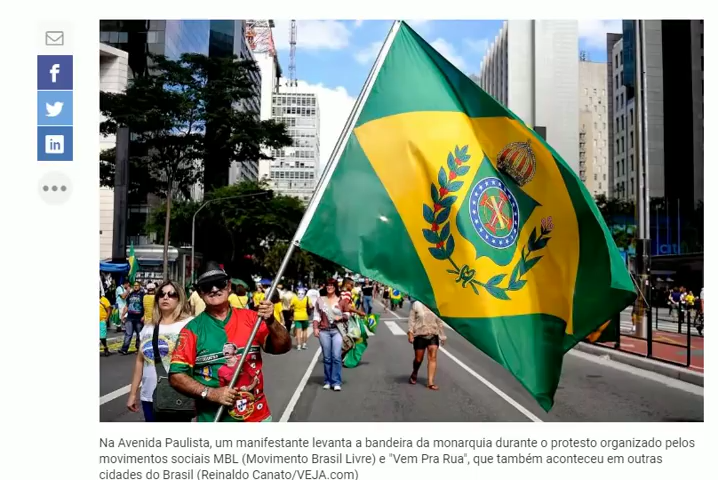 Na Avenida Paulista, um manifestante levanta a bandeira da monarquia durante o protesto organizado pelos
movimentos sociais MBL (Movimento Brasil Livre) e "Vem Pra Rua", que também aconteceu em outras
cidades do Brasil (Reinaldo Canato/VEJA.com)